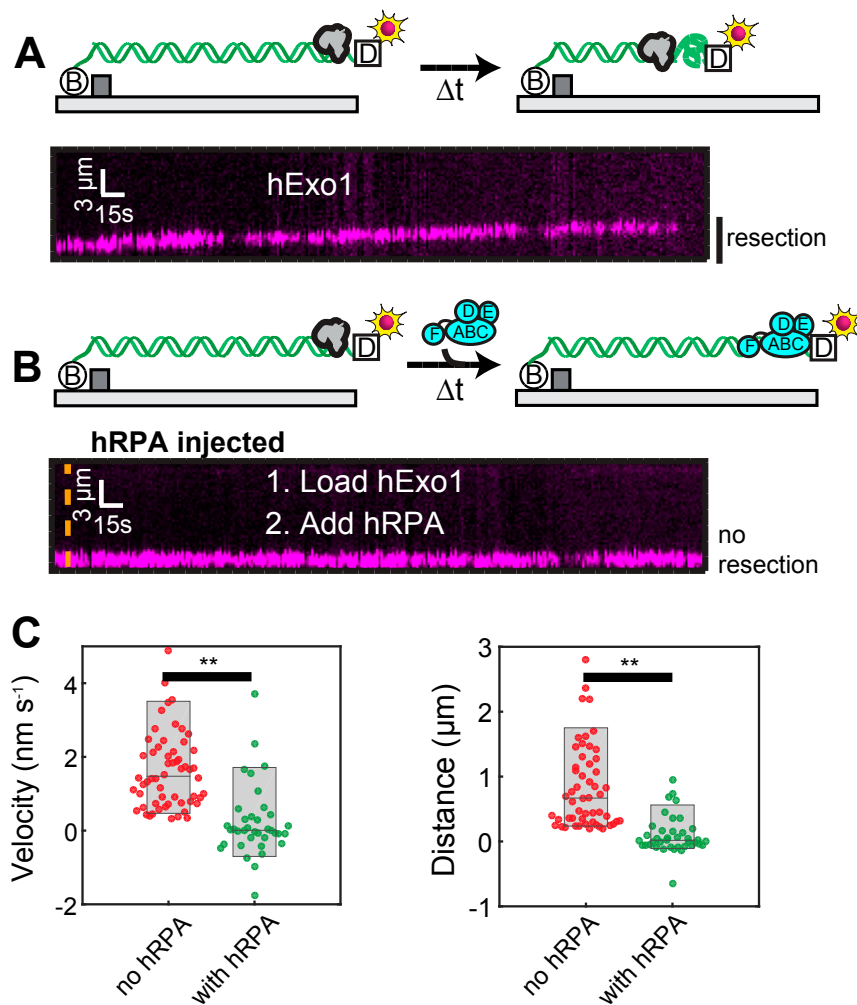 A
B
D
Δt
B
D
hExo1
3 µm
15s
resection
B
B
D
F
D
E
ABC
Δt
B
F
D
E
ABC
D
hRPA injected
1. Load hExo1
2. Add hRPA
3 µm
15s
no
resection
C
Velocity (nm s⁻¹)
4
2
0
-2
**
no hRPA
with hRPA
Distance (µm)
3
2
1
0
-1
**
no hRPA
with hRPA